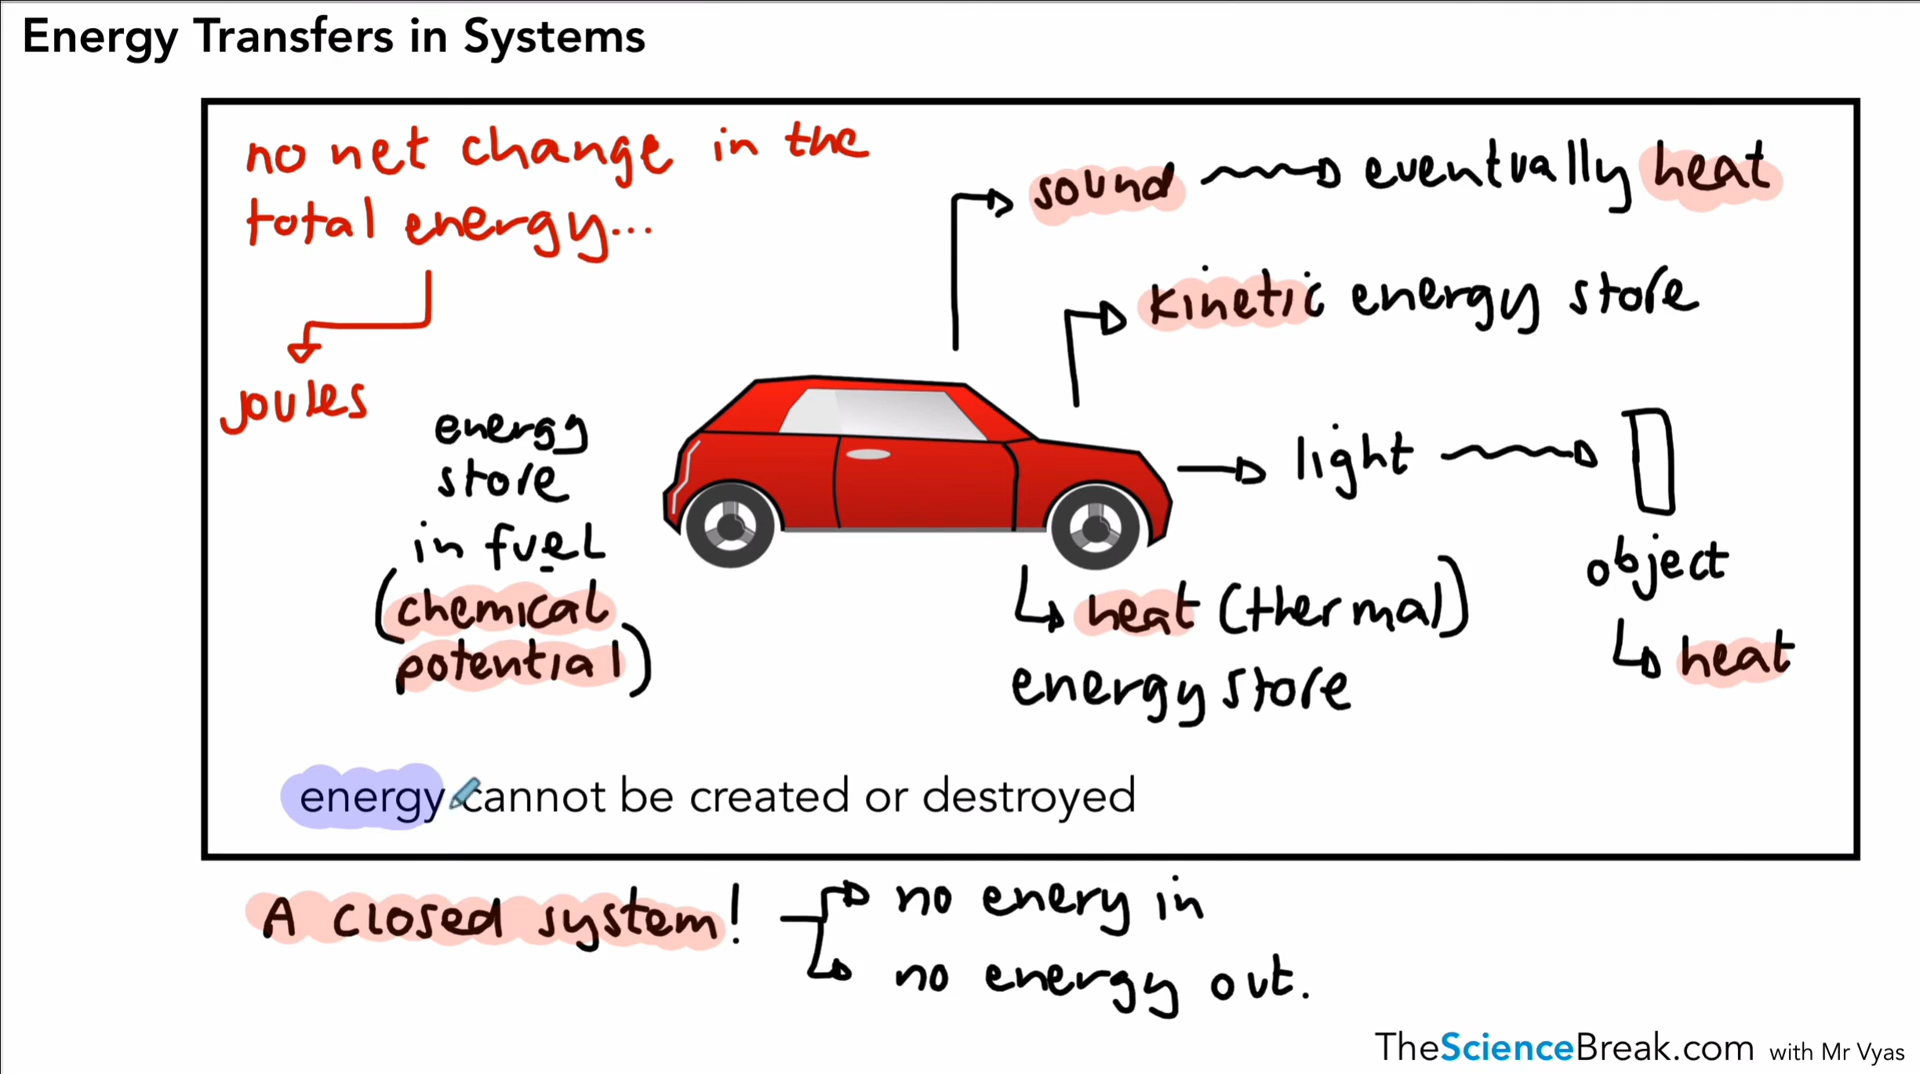 Energy Transfers in Systems
no net change in the
total energy...
Joules
energy
store
in fuel
(chemical
potential)
sound → eventually heat
kinetic energy store
light →
object
heat
heat (thermal)
energy store
energy cannot be created or destroyed
A closed system!
no enery in
no energy out.
TheScienceBreak.com with Mr Vyas